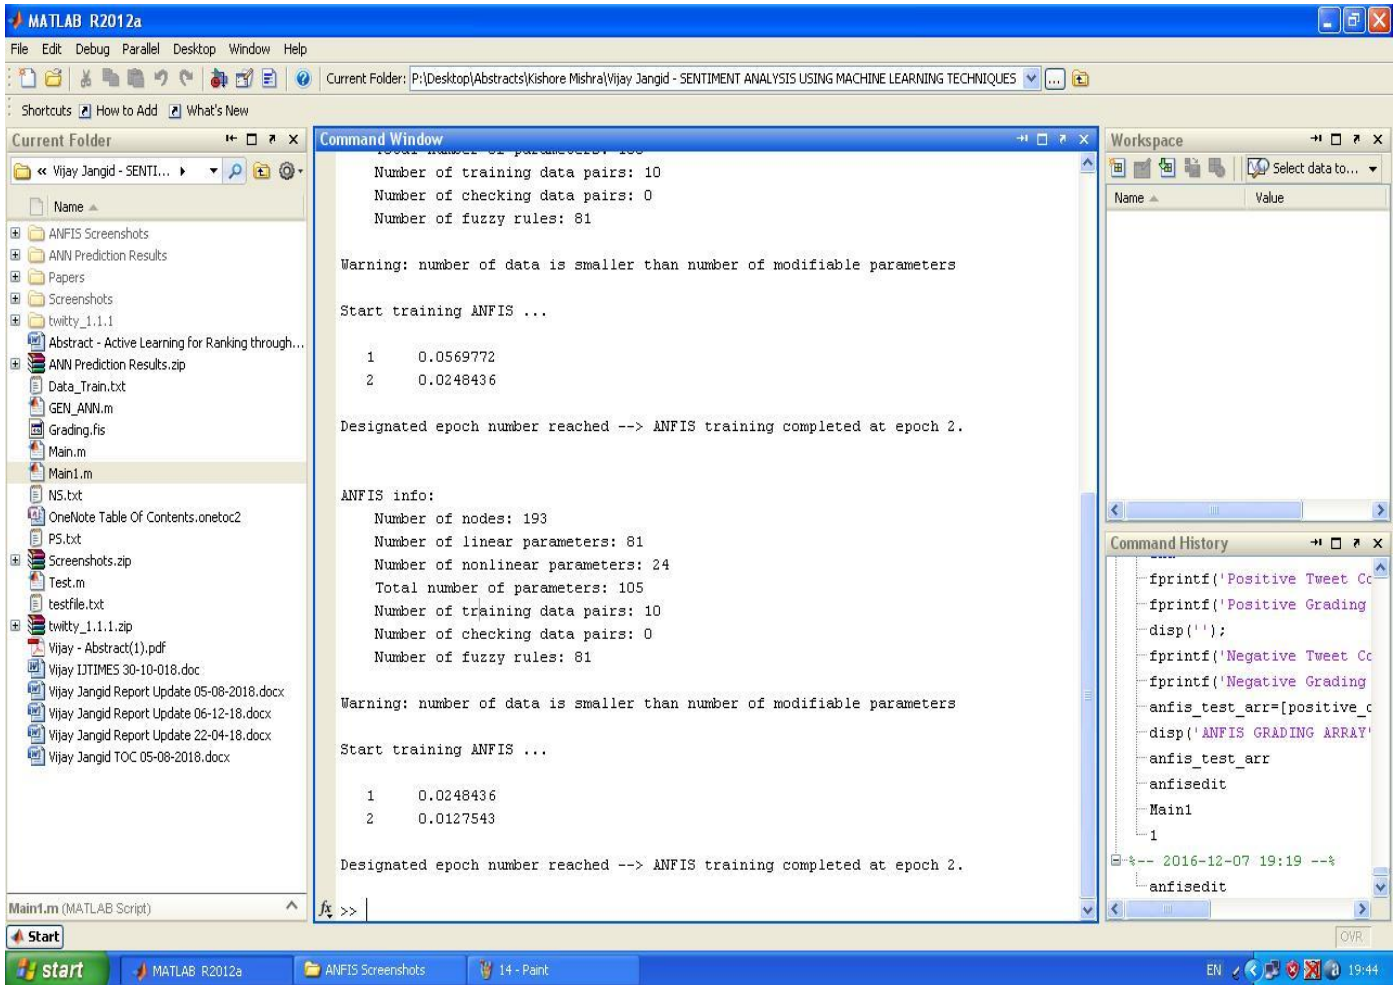 MATLAB R2012a
File Edit Debug Parallel Desktop Window Help
Current Folder: P:\Desktop\Abstracts\Kishore Mishra\Vijay Jangid - SENTIMENT ANALYSIS USING MACHINE LEARNING TECHNIQUES
Shortcuts How to Add What's New
Current Folder
« Vijay Jangid - SENTI...
Name
ANFIS Screenshots
ANN Prediction Results
Papers
Screenshots
twitty_1.1.1
Abstract - Active Learning for Ranking through...
ANN Prediction Results.zip
Data_Train.txt
GEN_ANN.m
Grading.fis
Main.m
Main1.m
NS.txt
OneNote Table Of Contents.onetoc2
PS.txt
Screenshots.zip
Test.m
testfile.txt
twitty_1.1.1.zip
Vijay - Abstract(1).pdf
Vijay IJTIMES 30-10-018.doc
Vijay Jangid Report Update 05-08-2018.docx
Vijay Jangid Report Update 06-12-18.docx
Vijay Jangid Report Update 22-04-18.docx
Vijay Jangid TOC 05-08-2018.docx
Main1.m (MATLAB Script)
Command Window
Total number of parameters:
Number of training data pairs: 10
Number of checking data pairs: 0
Number of fuzzy rules: 81
Warning: number of data is smaller than number of modifiable parameters
Start training ANFIS ...
1 0.0569772
2 0.0248436
Designated epoch number reached --> ANFIS training completed at epoch 2.
ANFIS info:
Number of nodes: 193
Number of linear parameters: 81
Number of nonlinear parameters: 24
Total number of parameters: 105
Number of training data pairs: 10
Number of checking data pairs: 0
Number of fuzzy rules: 81
Warning: number of data is smaller than number of modifiable parameters
Start training ANFIS ...
1 0.0248436
2 0.0127543
Designated epoch number reached --> ANFIS training completed at epoch 2.
fx >>
Workspace
Select data to...
Name Value
Command History
fprintf('Positive Tweet Co
fprintf('Positive Grading
disp('');
fprintf('Negative Tweet Co
fprintf('Negative Grading
anfis_test_arr=[positive_c
disp('ANFIS GRADING ARRAY'
anfis_test_arr
anfisedit
Main1
1
%-- 2016-12-07 19:19 --%
anfisedit
Start
OVR
start
MATLAB R2012a
ANFIS Screenshots
14 - Paint
EN
19:44